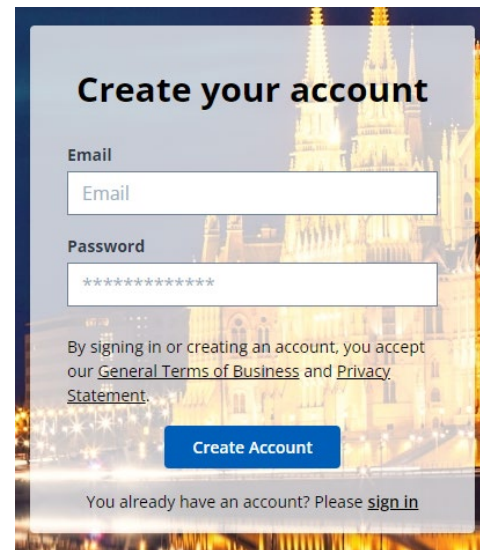 Create your account
Email
Email
Password
*************
By signing in or creating an account, you accept
our General Terms of Business and Privacy
Statement.
Create Account
You already have an account? Please sign in